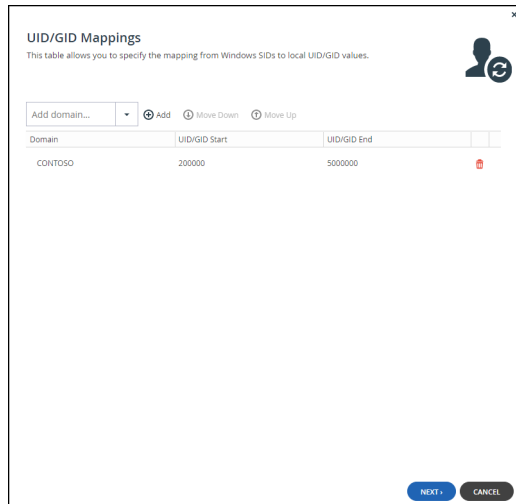 UID/GID Mappings
This table allows you to specify the mapping from Windows SIDs to local UID/GID values.
Add domain... Add Move Down Move Up
Domain UID/GID Start UID/GID End
CONTOSO 200000 5000000
NEXT › CANCEL